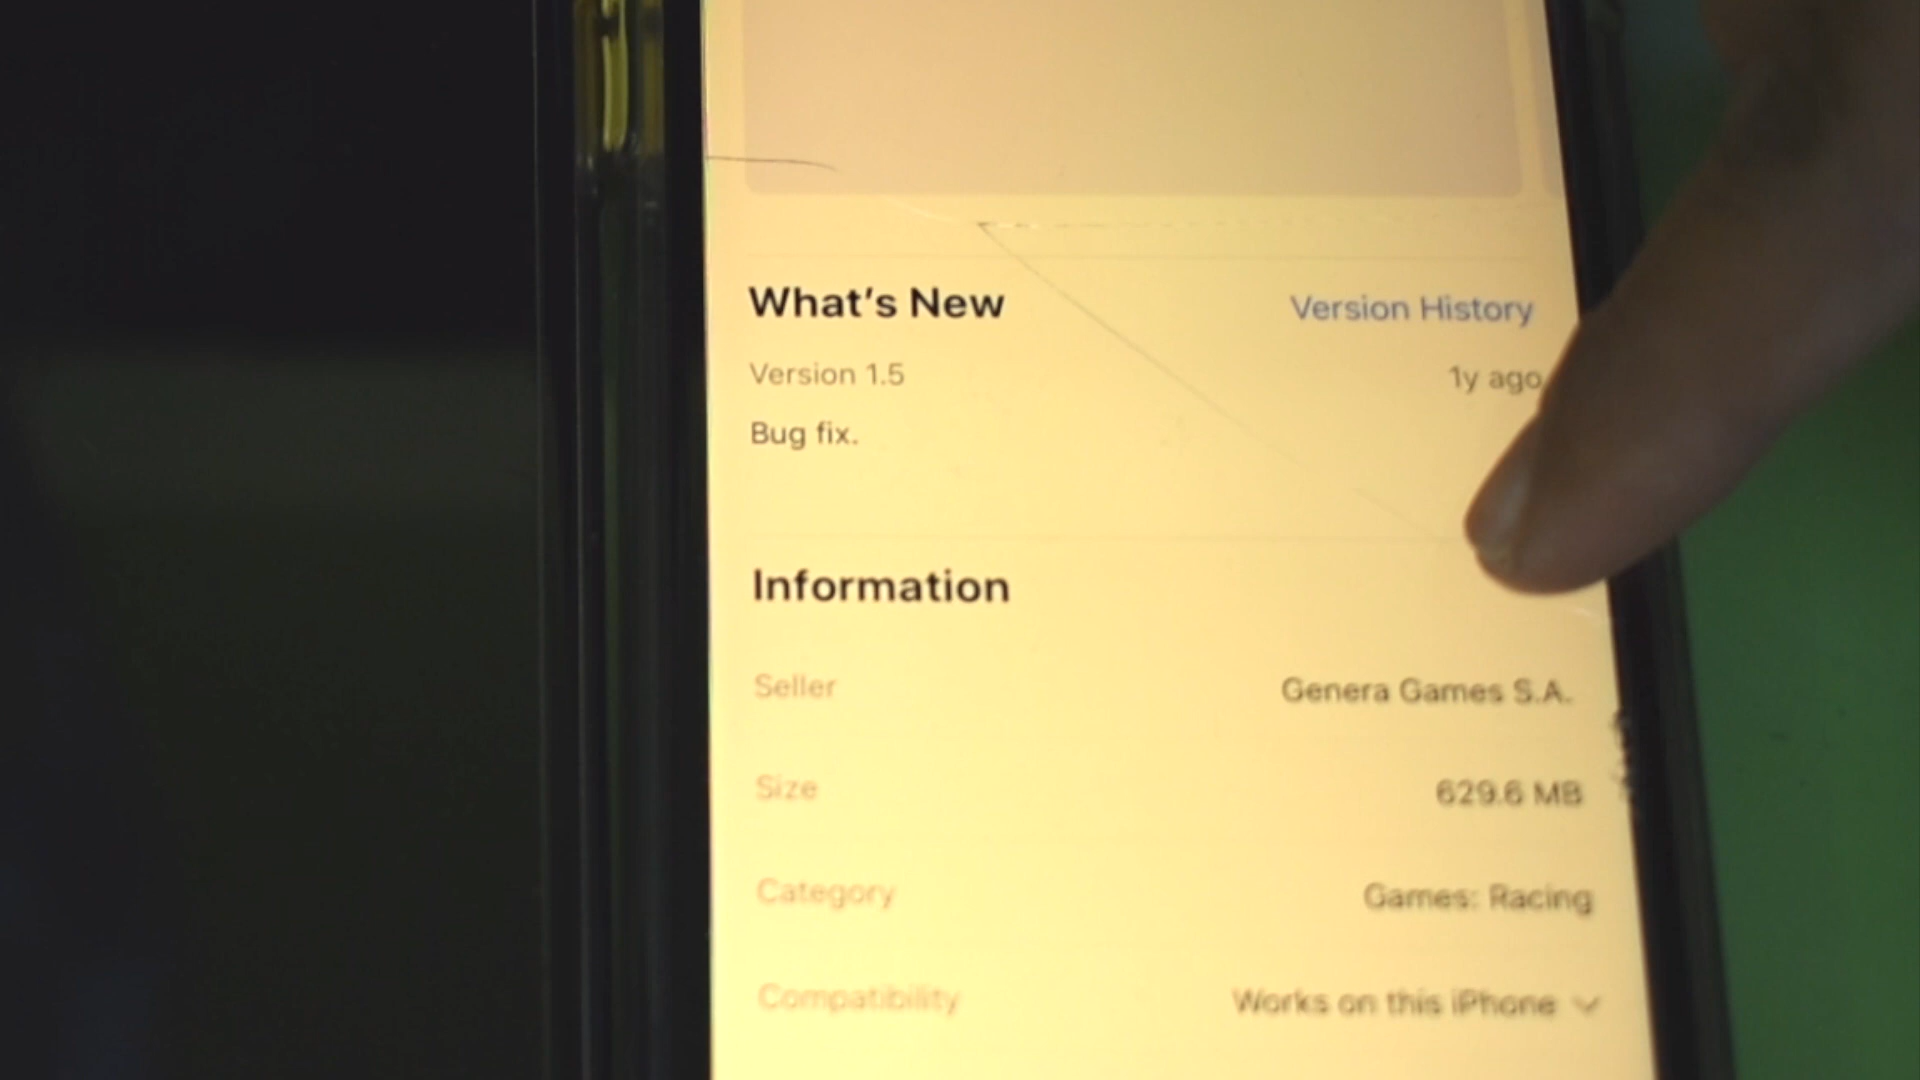 What's New Version History
Version 1.5 1y ago
Bug fix.
Information
Seller Genera Games S.A.
Size 629.6 MB
Category Games: Racing
Compatibility Works on this iPhone